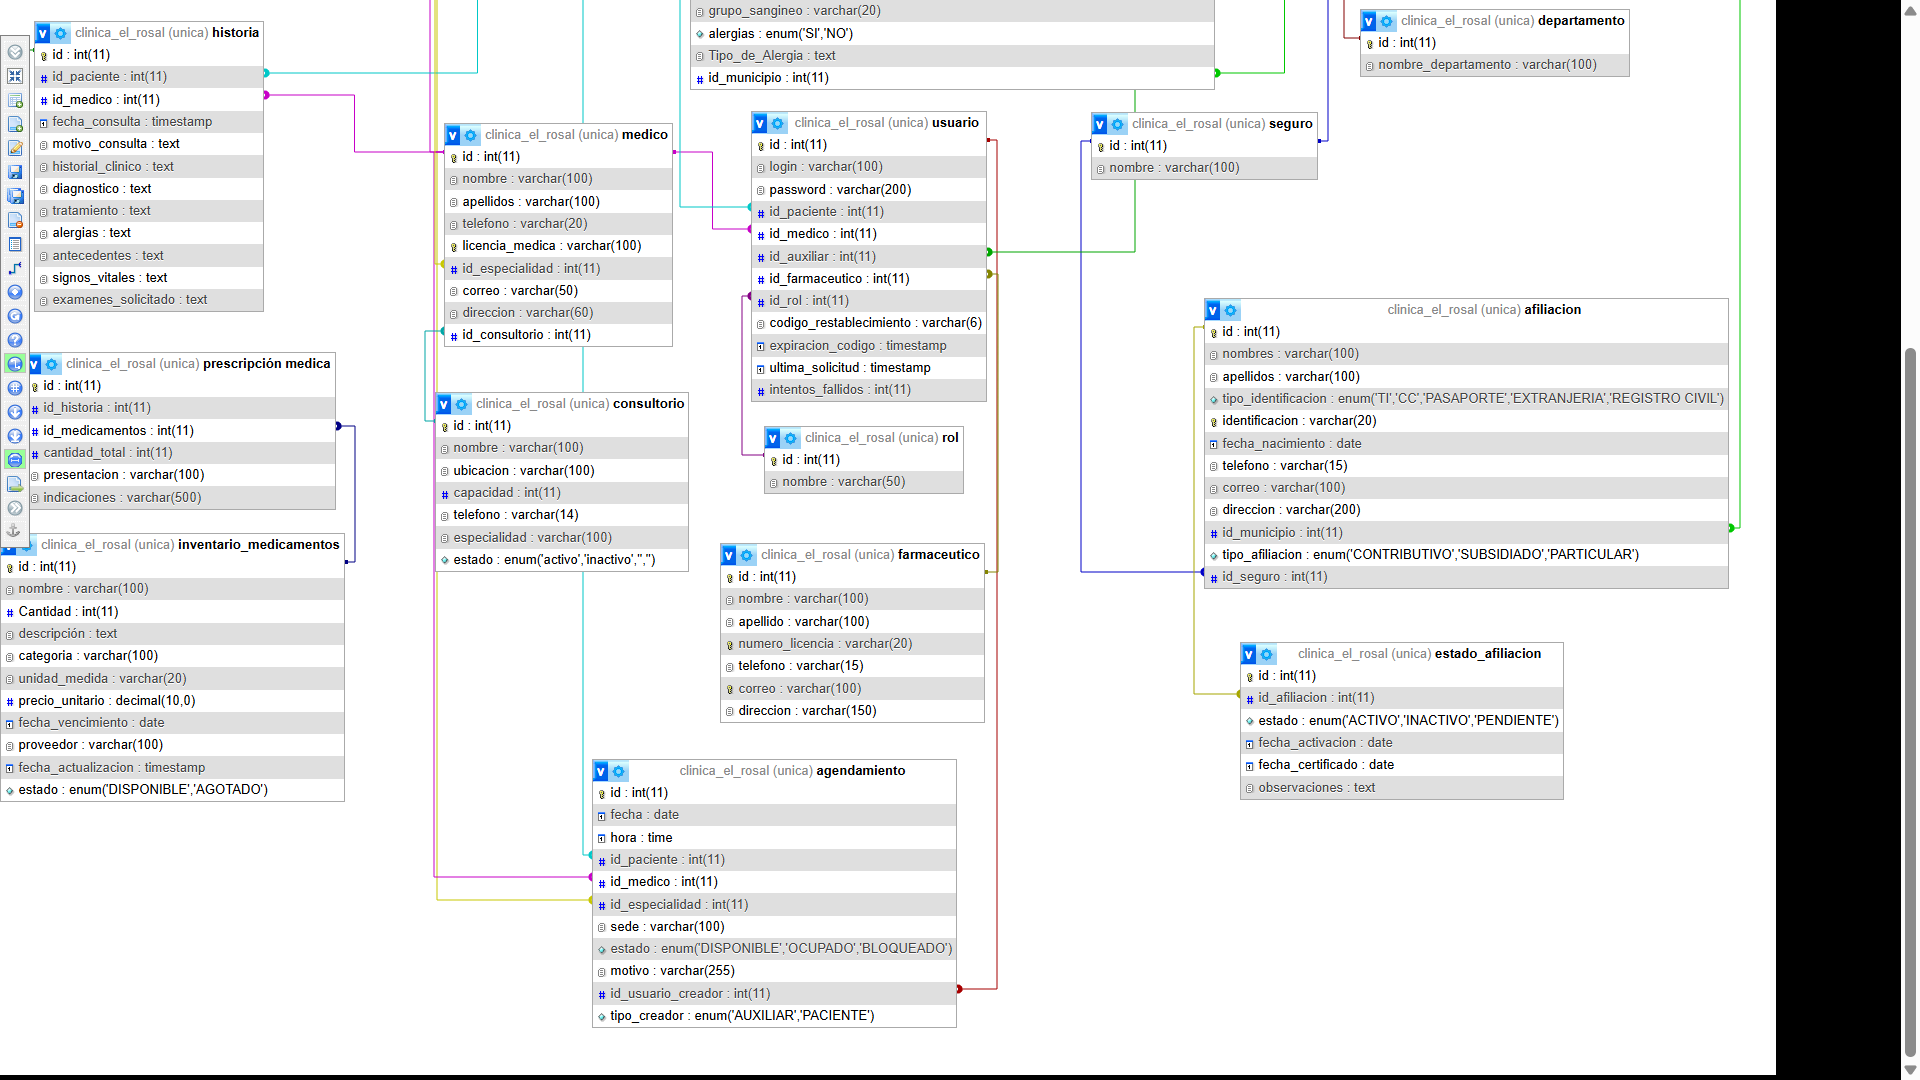 clinica_el_rosal (unica) historia
id : int(11)
id_paciente : int(11)
id_medico : int(11)
fecha_consulta : timestamp
motivo_consulta : text
historial_clinico : text
diagnostico : text
tratamiento : text
alergias : text
antecedentes : text
signos_vitales : text
examenes_solicitado : text
clinica_el_rosal (unica) prescripción medica
id : int(11)
id_historia : int(11)
id_medicamentos : int(11)
cantidad_total : int(11)
presentacion : varchar(100)
indicaciones : varchar(500)
clinica_el_rosal (unica) inventario_medicamentos
id : int(11)
nombre : varchar(100)
Cantidad : int(11)
descripción : text
categoria : varchar(100)
unidad_medida : varchar(20)
precio_unitario : decimal(10,0)
fecha_vencimiento : date
proveedor : varchar(100)
fecha_actualizacion : timestamp
estado : enum('DISPONIBLE','AGOTADO')
clinica_el_rosal (unica) medico
id : int(11)
nombre : varchar(100)
apellidos : varchar(100)
telefono : varchar(20)
licencia_medica : varchar(100)
id_especialidad : int(11)
correo : varchar(50)
direccion : varchar(60)
id_consultorio : int(11)
clinica_el_rosal (unica) consultorio
id : int(11)
nombre : varchar(100)
ubicacion : varchar(100)
capacidad : int(11)
telefono : varchar(14)
especialidad : varchar(100)
estado : enum('activo','inactivo','','')
grupo_sangineo : varchar(20)
alergias : enum('SI','NO')
Tipo_de_Alergia : text
id_municipio : int(11)
clinica_el_rosal (unica) usuario
id : int(11)
login : varchar(100)
password : varchar(200)
id_paciente : int(11)
id_medico : int(11)
id_auxiliar : int(11)
id_farmaceutico : int(11)
id_rol : int(11)
codigo_restablecimiento : varchar(6)
expiracion_codigo : timestamp
ultima_solicitud : timestamp
intentos_fallidos : int(11)
clinica_el_rosal (unica) rol
id : int(11)
nombre : varchar(50)
clinica_el_rosal (unica) farmaceutico
id : int(11)
nombre : varchar(100)
apellido : varchar(100)
numero_licencia : varchar(20)
telefono : varchar(15)
correo : varchar(100)
direccion : varchar(150)
clinica_el_rosal (unica) agendamiento
id : int(11)
fecha : date
hora : time
id_paciente : int(11)
id_medico : int(11)
id_especialidad : int(11)
sede : varchar(100)
estado : enum('DISPONIBLE','OCUPADO','BLOQUEADO')
motivo : varchar(255)
id_usuario_creador : int(11)
tipo_creador : enum('AUXILIAR','PACIENTE')
clinica_el_rosal (unica) departamento
id : int(11)
nombre_departamento : varchar(100)
clinica_el_rosal (unica) seguro
id : int(11)
nombre : varchar(100)
clinica_el_rosal (unica) afiliacion
id : int(11)
nombres : varchar(100)
apellidos : varchar(100)
tipo_identificacion : enum('TI','CC','PASAPORTE','EXTRANJERIA','REGISTRO CIVIL')
identificacion : varchar(20)
fecha_nacimiento : date
telefono : varchar(15)
correo : varchar(100)
direccion : varchar(200)
id_municipio : int(11)
tipo_afiliacion : enum('CONTRIBUTIVO','SUBSIDIADO','PARTICULAR')
id_seguro : int(11)
clinica_el_rosal (unica) estado_afiliacion
id : int(11)
id_afiliacion : int(11)
estado : enum('ACTIVO','INACTIVO','PENDIENTE')
fecha_activacion : date
fecha_certificado : date
observaciones : text